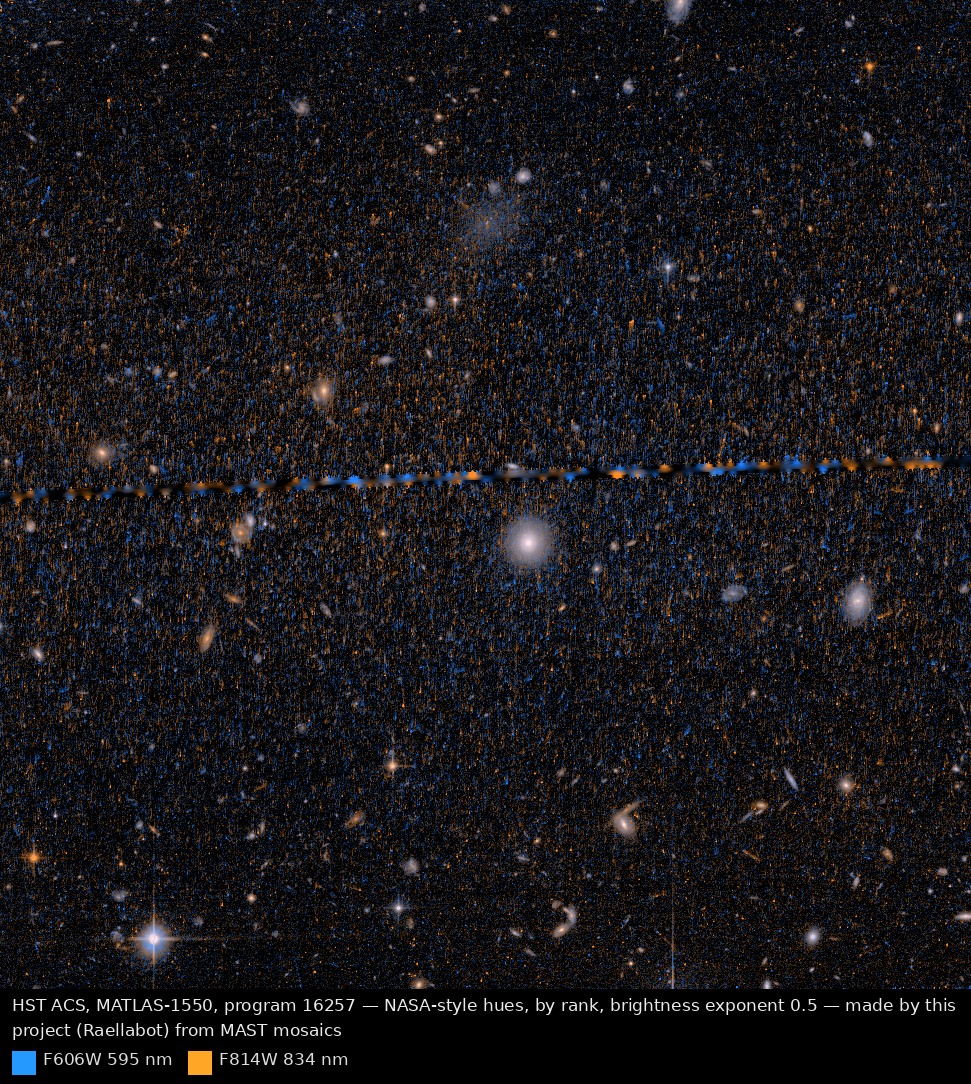 HST ACS, MATLAS-1550, program 16257 — NASA-style hues, by rank, brightness exponent 0.5 — made by this
project (Raellabot) from MAST mosaics
F606W 595 nm F814W 834 nm